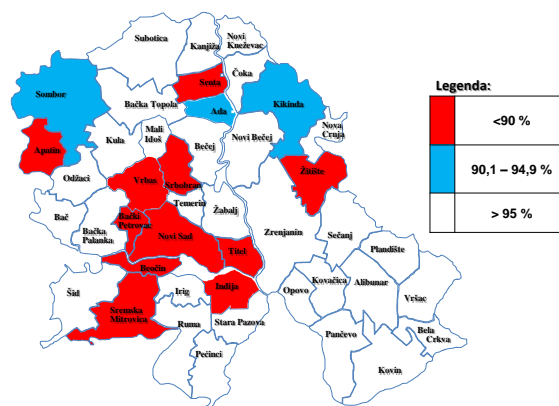 Subotica
Kanjiža
Novi
Kneževac
Senta
Čoka
Sombor
Bačka Topola
Ada
Kikinda
Nova
Crnja
Apatin
Kula
Mali
Iđoš
Bečej
Novi Bečej
Odžaci
Vrbas
Srbobran
Žitište
Temerin
Bač
Bačka
Palanka
Bački
Petrovac
Novi Sad
Žabalj
Titel
Zrenjanin
Sečanj
Plandište
Beočin
Šid
Irig
Inđija
Opovo
Kovačica
Alibunar
Vršac
Sremska
Mitrovica
Ruma
Stara Pazova
Pećinci
Pančevo
Bela
Crkva
Kovin
Legenda:
<90 %
90,1 – 94,9 %
> 95 %